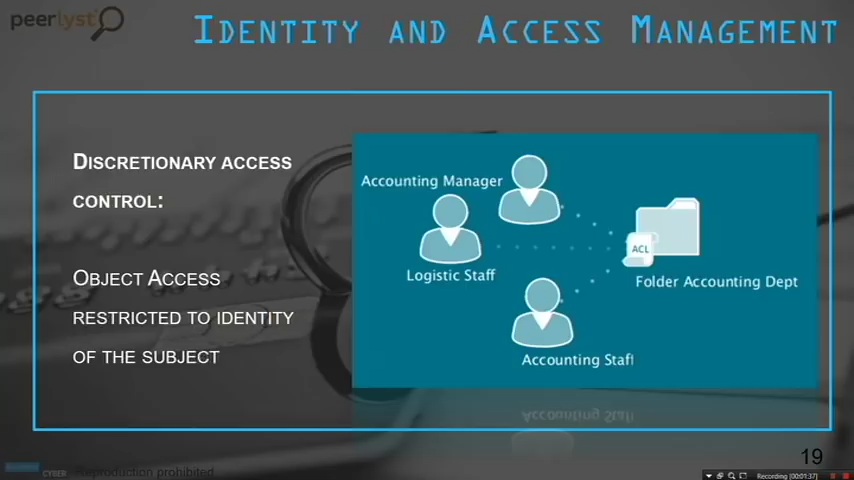 peerlyst
IDENTITY AND ACCESS MANAGEMENT
DISCRETIONARY ACCESS
CONTROL:
OBJECT ACCESS
RESTRICTED TO IDENTITY
OF THE SUBJECT
Accounting Manager
Logistic Staff
ACL
Folder Accounting Dept
Accounting Staff
19
CYBER
Reproduction prohibited
Recording [00:01:37]